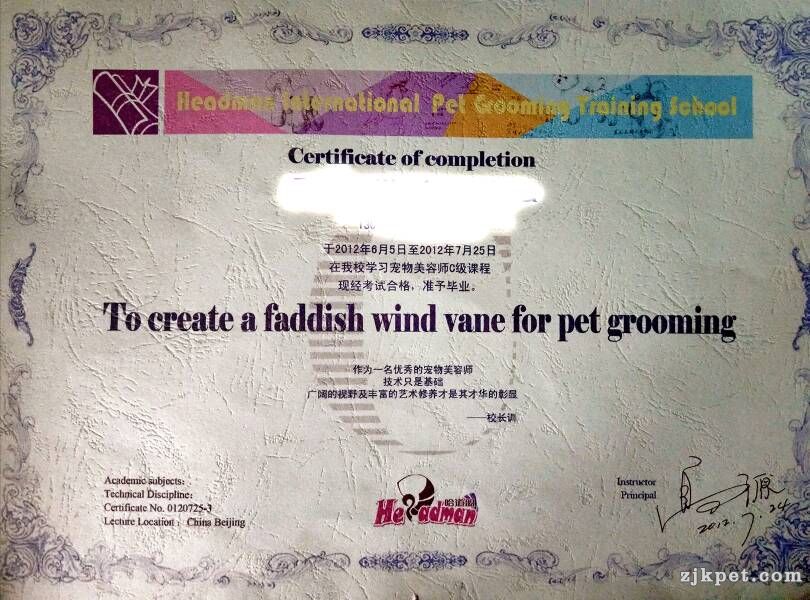 Headman International Pet Grooming Training School
Certificate of completion
于2012年6月5日至2012年7月25日
在我校学习宠物美容师C级课程
现经考试合格，准予毕业。
To create a faddish wind vane for pet grooming
作为一名优秀的宠物美容师
技术只是基础
广阔的视野及丰富的艺术修养才是其才华的彰显
——校长训
Academic subjects:
Technical Discipline:
Certificate No. 0120725-3
Lecture Location : China Beijing
哈道门
Headman
Instructor
Principal
2012.7.24
zjkpet.com